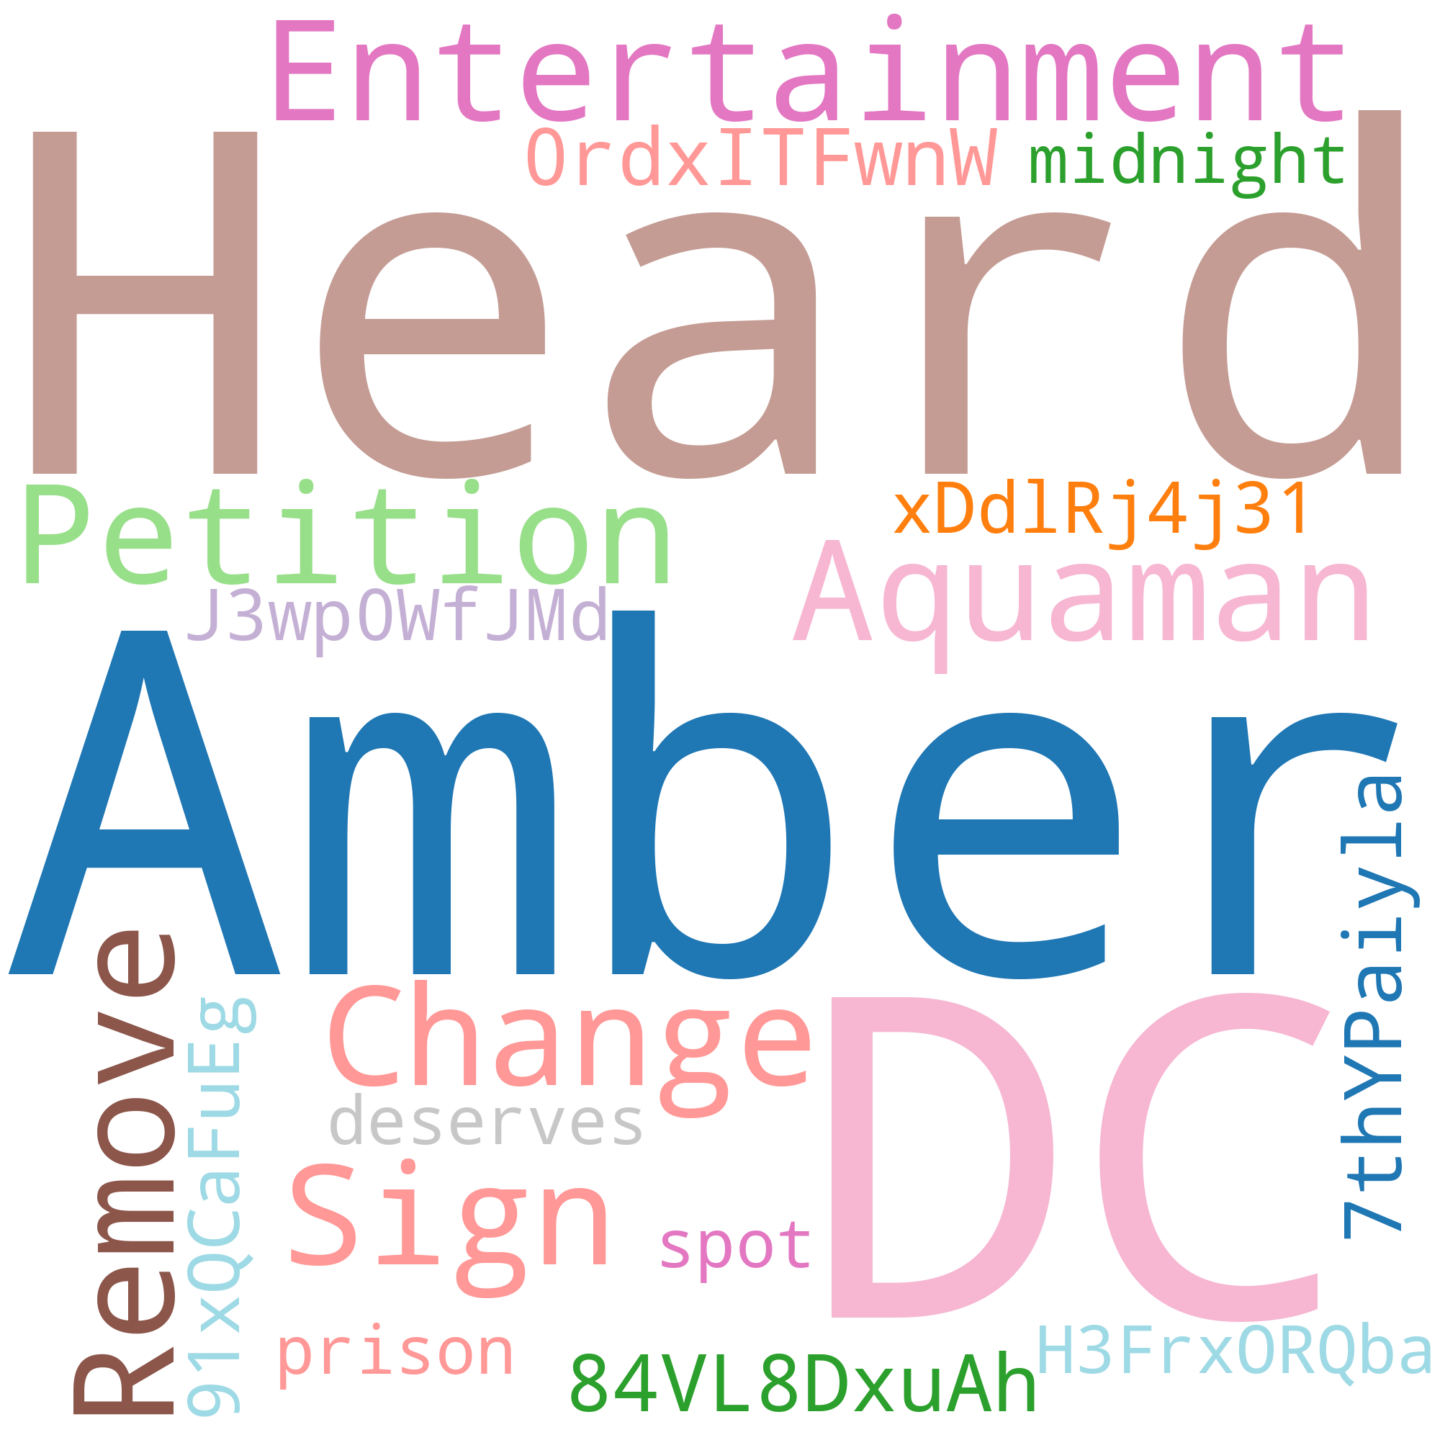 Entertainment
OrdxITFwnW
midnight
Heard
Petition
xDdlRj4j31
Aquaman
J3wpOWfJMd
Amber
7thYPaiyla
Remove
91xQCaFuEg
Change
DC
deserves
Sign
spot
prison
84VL8DxuAh
H3FrxORQba